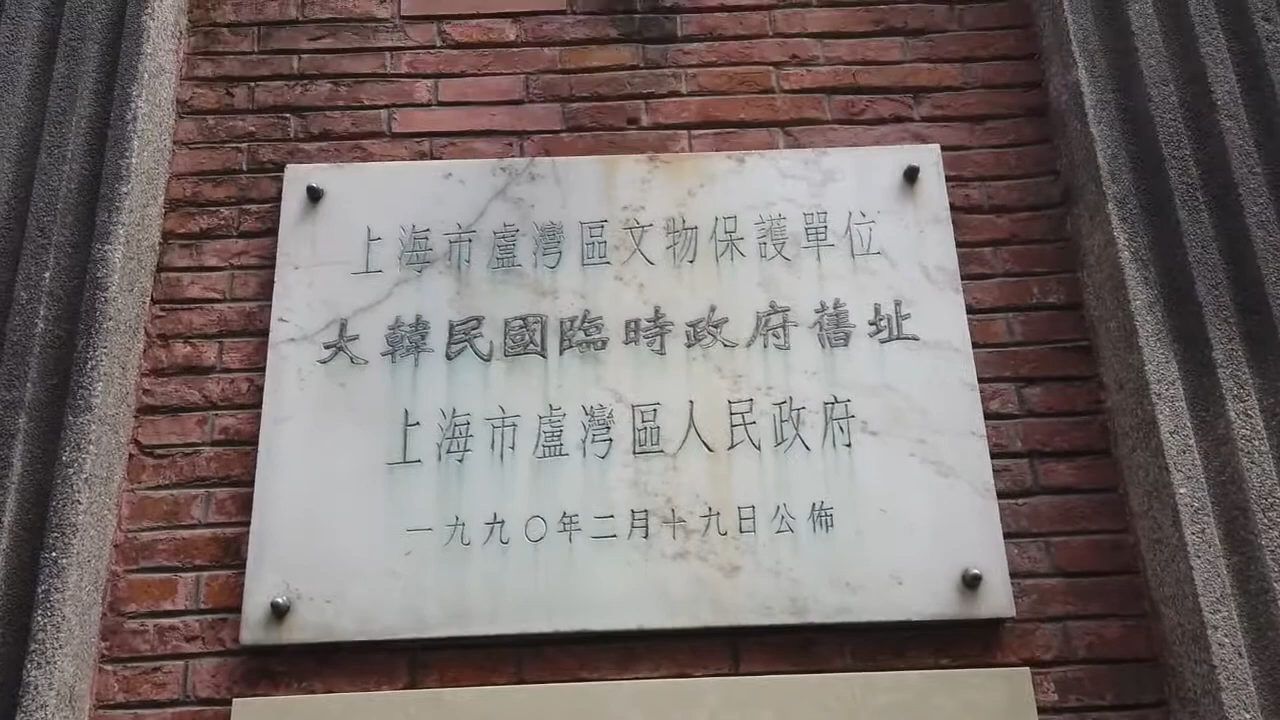 上海市盧灣區文物保護單位
大韓民國臨時政府舊址
上海市盧灣區人民政府
一九九〇年二月十九日公佈